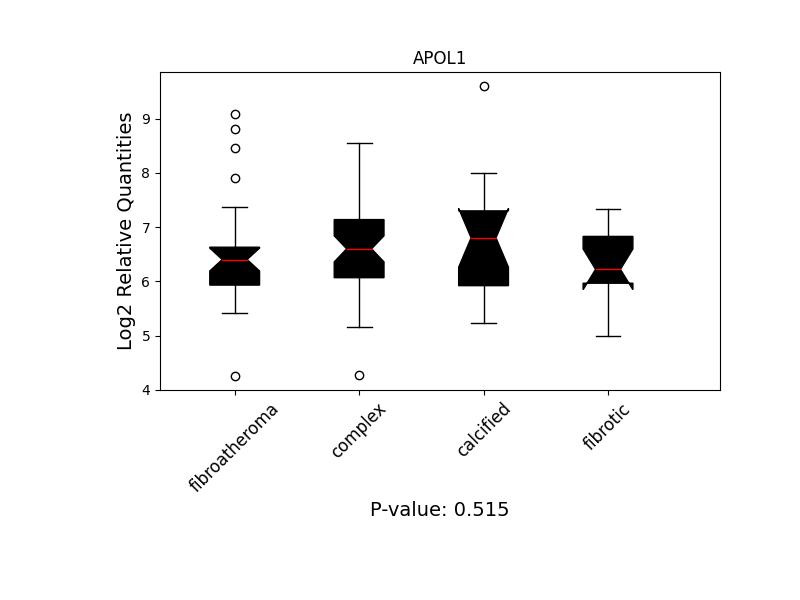 APOL1
Log2 Relative Quantities
9
8
7
6
5
4
fibroatheroma
complex
calcified
fibrotic
P-value: 0.515